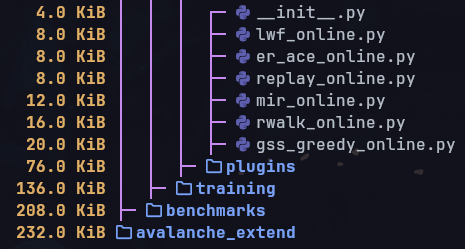 4.0 KiB __init__.py
8.0 KiB lwf_online.py
8.0 KiB er_ace_online.py
8.0 KiB replay_online.py
12.0 KiB mir_online.py
16.0 KiB rwalk_online.py
20.0 KiB gss_greedy_online.py
76.0 KiB plugins
136.0 KiB training
208.0 KiB benchmarks
232.0 KiB avalanche_extend